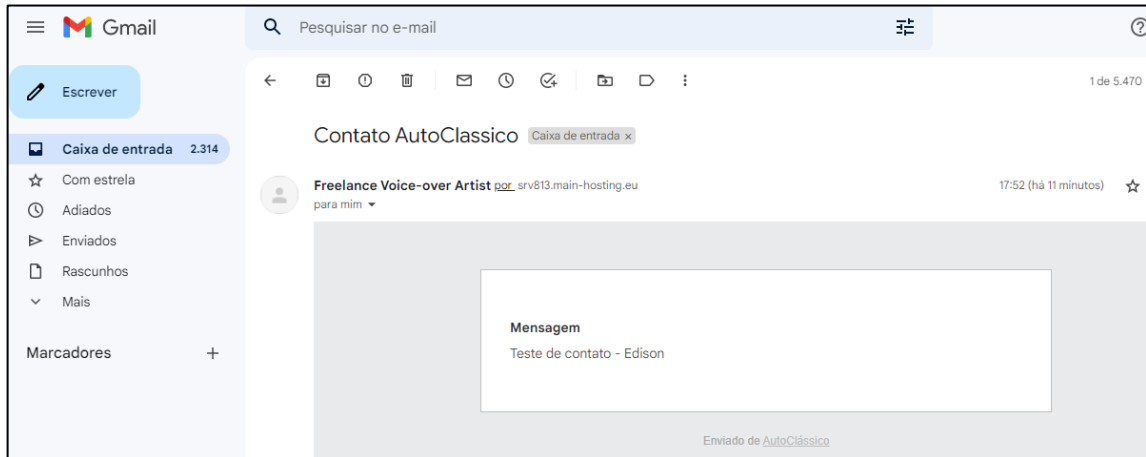 Gmail
Pesquisar no e-mail
Escrever
1 de 5.470
Contato AutoClassico Caixa de entrada ×
Caixa de entrada 2.314
Com estrela
Freelance Voice-over Artist por srv813.main-hosting.eu 17:52 (há 11 minutos)
para mim
Adiados
Enviados
Rascunhos
Mais
Marcadores +
Mensagem
Teste de contato - Edison
Enviado de AutoClássico